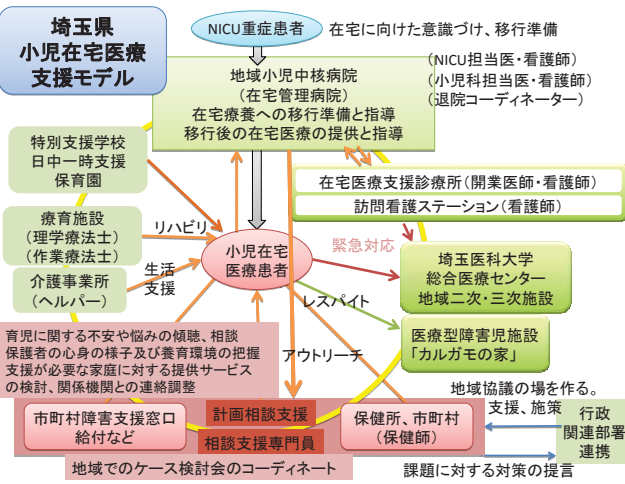 埼玉県
小児在宅医療
支援モデル
NICU重症患者
在宅に向けた意識づけ、移行準備
地域小児中核病院
（在宅管理病院）
在宅療養への移行準備と指導
移行後の在宅医療の提供と指導
（NICU担当医・看護師）
（小児科担当医・看護師）
（退院コーディネーター）
特別支援学校
日中一時支援
保育園
在宅医療支援診療所（開業医師・看護師）
訪問看護ステーション（看護師）
療育施設
（理学療法士）
（作業療法士）
リハビリ
小児在宅
医療患者
緊急対応
埼玉医科大学
総合医療センター
地域二次・三次施設
介護事業所
（ヘルパー）
生活
支援
レスパイト
医療型障害児施設
「カルガモの家」
育児に関する不安や悩みの傾聴、相談
保護者の心身の様子及び養育環境の把握
支援が必要な家庭に対する提供サービス
の検討、関係機関との連絡調整
アウトリーチ
地域協議の場を作る。
支援、施策
市町村障害支援窓口
給付など
計画相談支援
相談支援専門員
保健所、市町村
（保健師）
行政
関連部署
連携
地域でのケース検討会のコーディネート
課題に対する対策の提言